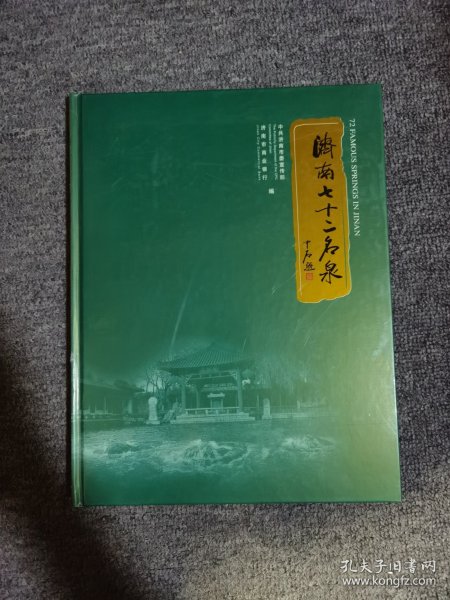 72 FAMOUS SPRINGS IN JINAN
濟南七十二名泉
中共济南市委宣传部
济南市商业银行
编
孔夫子旧书网
www.kongfz.com